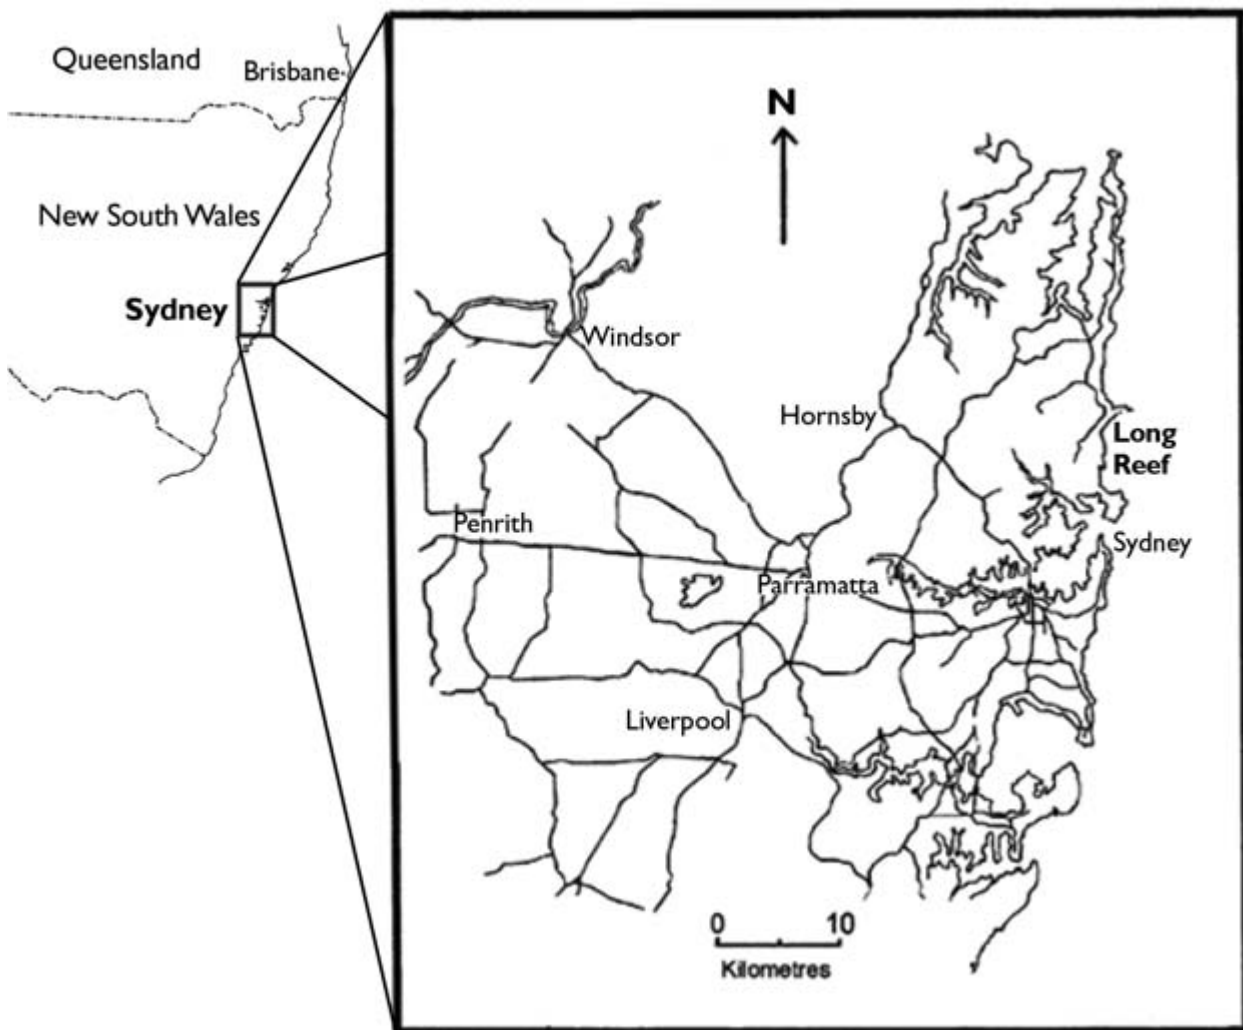 Queensland
Brisbane
N
New South Wales
Sydney
Windsor
Hornsby
Long
Reef
Penrith
Sydney
Parramatta
Liverpool
0 10
Kilometres